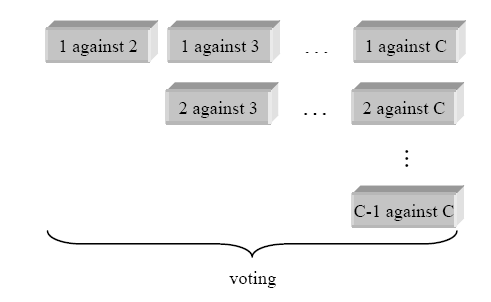 1 against 2 1 against 3 ... 1 against C
2 against 3 ... 2 against C
⋮
C-1 against C
voting